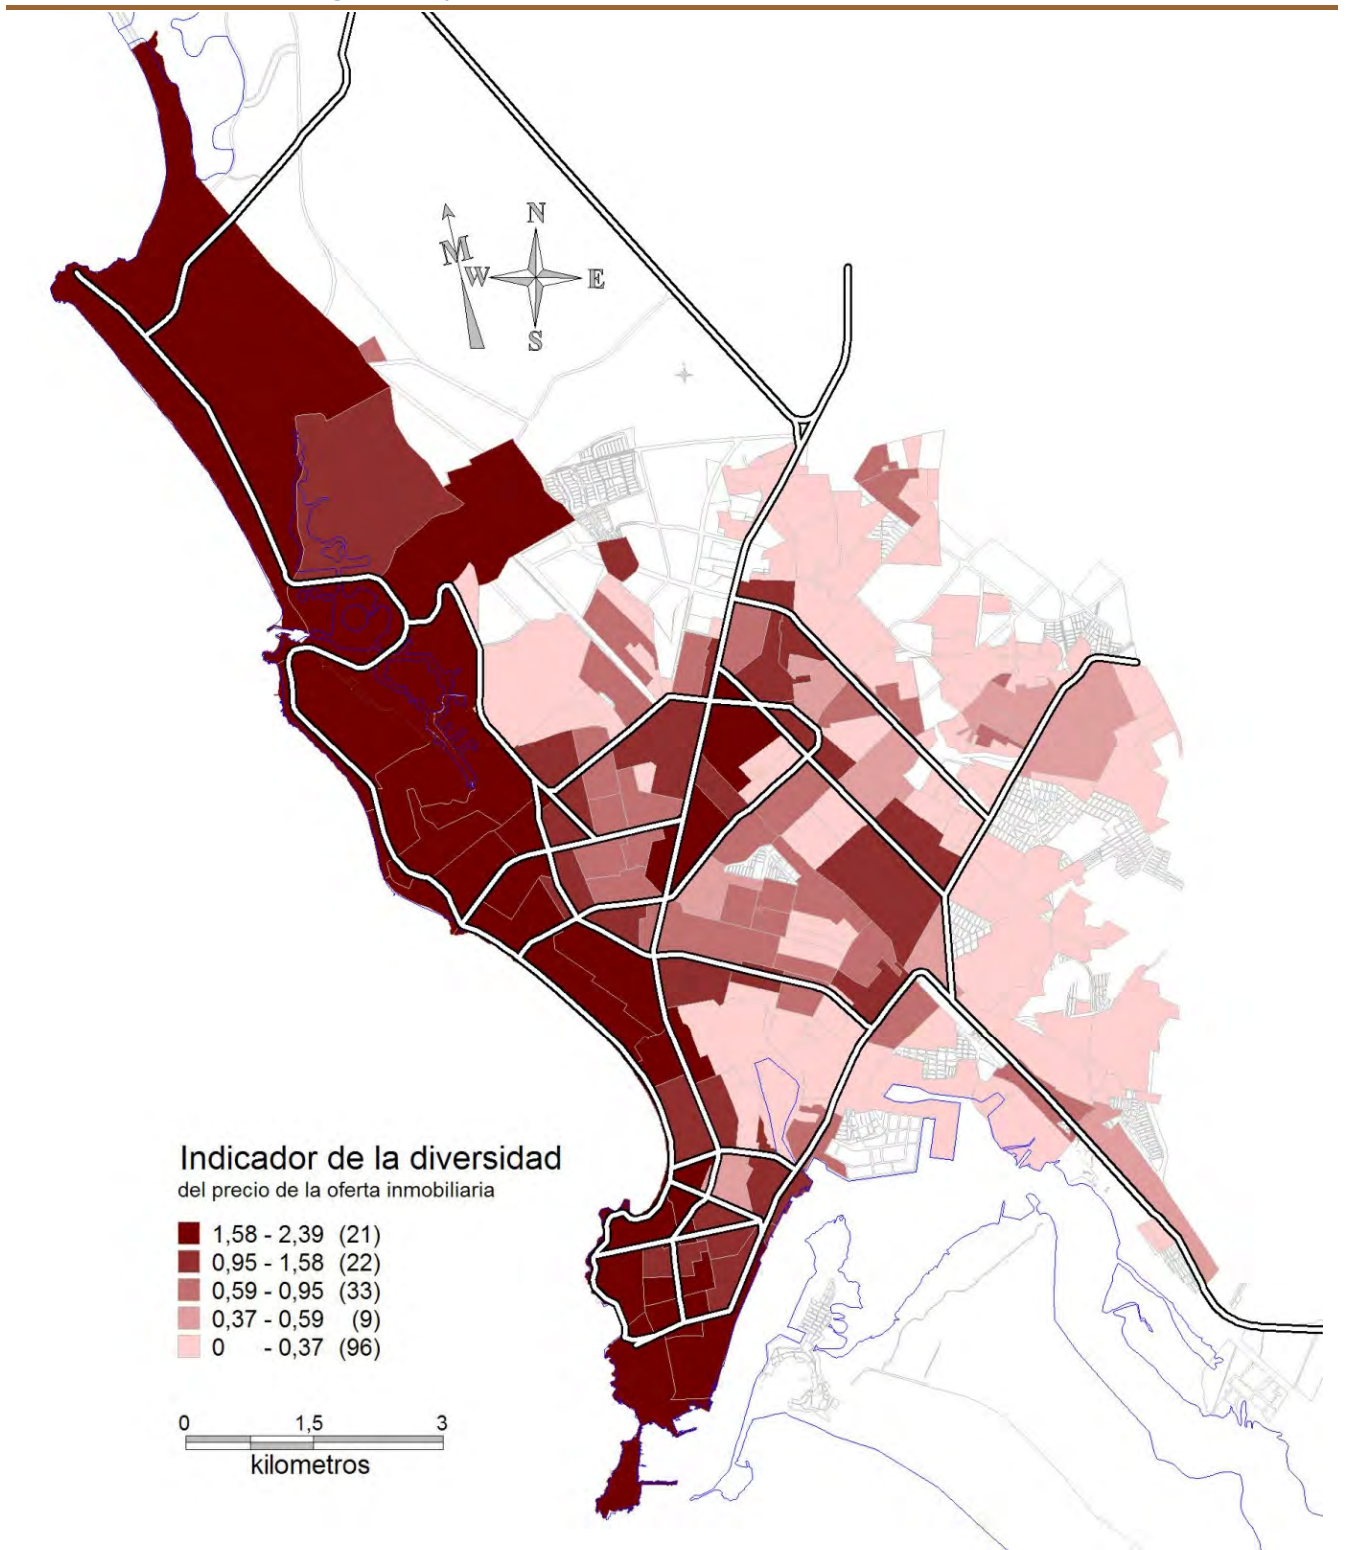 N
M
W
E
S
Indicador de la diversidad
del precio de la oferta inmobiliaria
1,58 - 2,39 (21)
0,95 - 1,58 (22)
0,59 - 0,95 (33)
0,37 - 0,59 (9)
0 - 0,37 (96)
0 1,5 3
kilometros